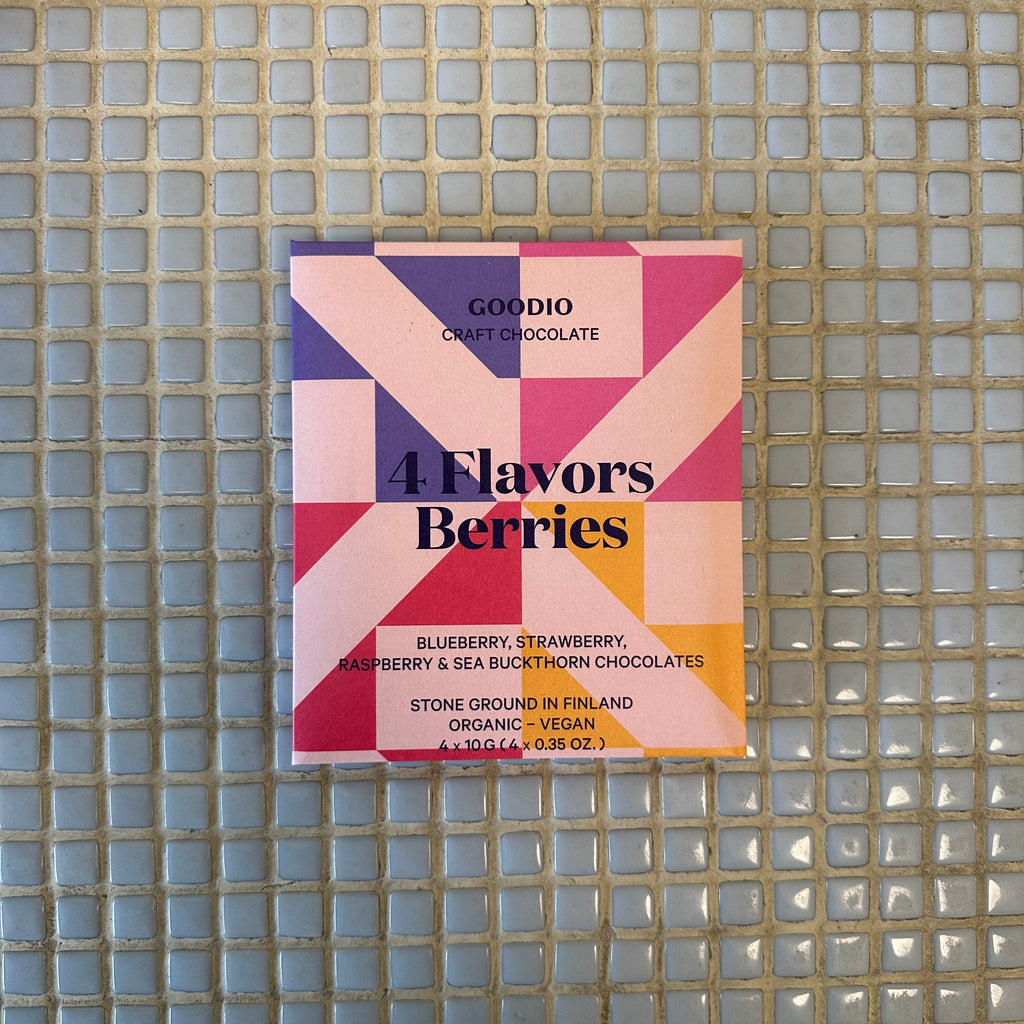 GOODIO
CRAFT CHOCOLATE
4 Flavors
Berries
BLUEBERRY, STRAWBERRY,
RASPBERRY & SEA BUCKTHORN CHOCOLATES
STONE GROUND IN FINLAND
ORGANIC – VEGAN
4 x 10 G ( 4 x 0.35 OZ. )